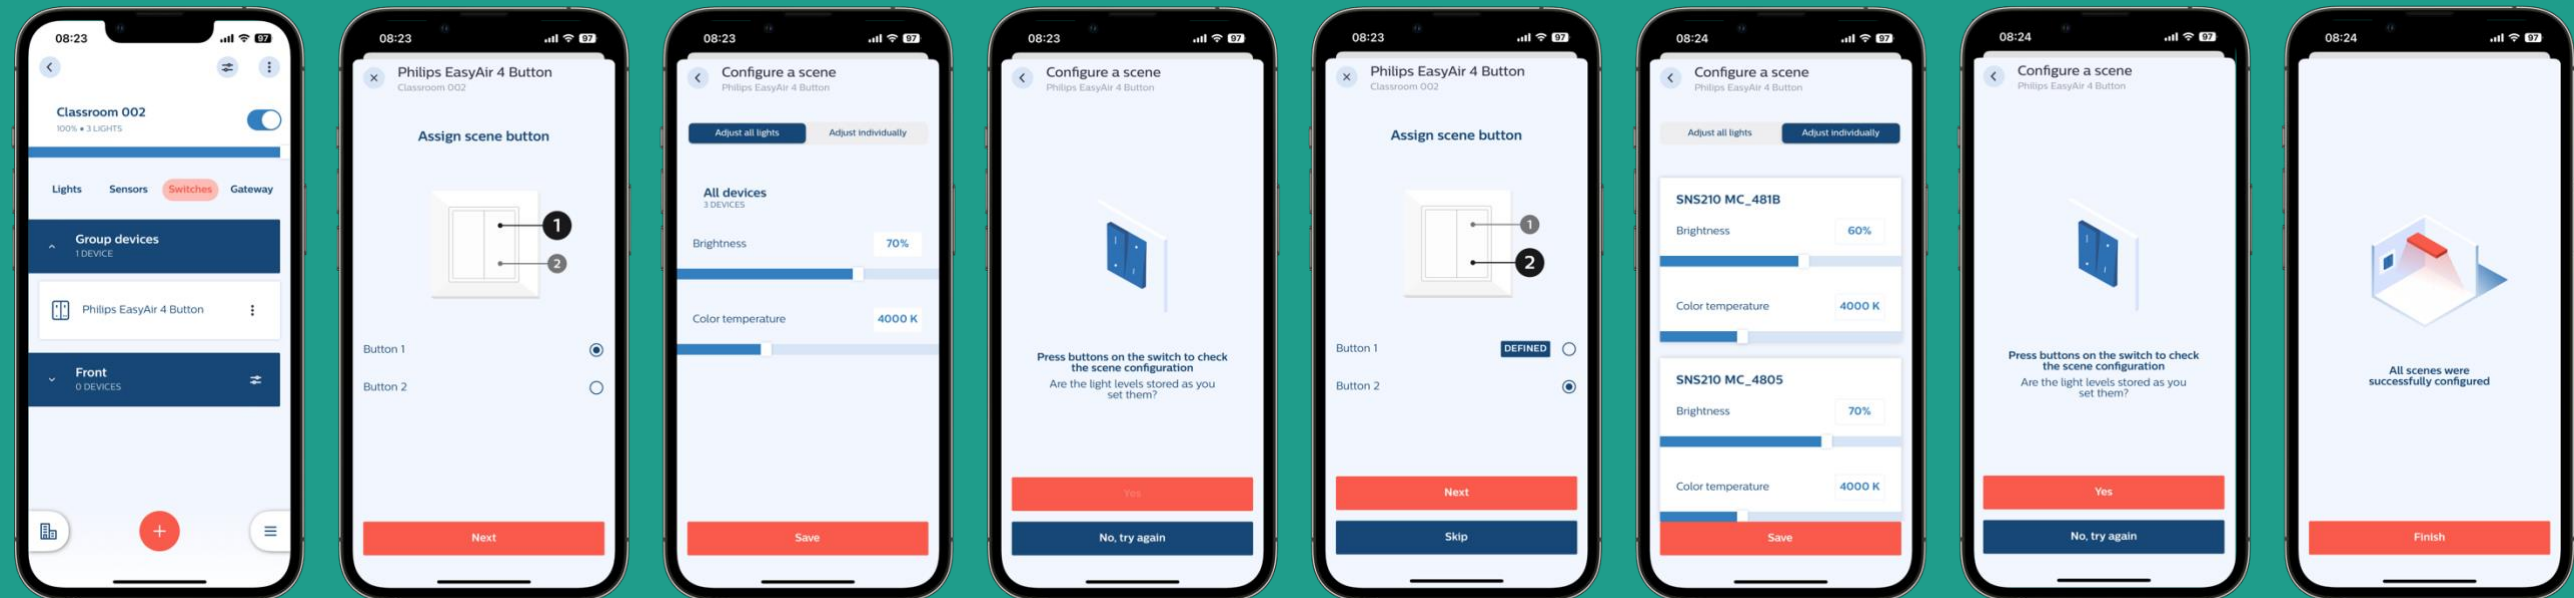 08:23
97
Classroom 002
100% • 3 LIGHTS
Lights Sensors Switches Gateway
Group devices
1 DEVICE
Philips EasyAir 4 Button
Front
0 DEVICES
+
08:23
97
Philips EasyAir 4 Button
Classroom 002
Assign scene button
1
2
Button 1
Button 2
Next
08:23
97
Configure a scene
Philips EasyAir 4 Button
Adjust all lights Adjust individually
All devices
3 DEVICES
Brightness 70%
Color temperature 4000 K
Save
08:23
97
Configure a scene
Philips EasyAir 4 Button
Press buttons on the switch to check
the scene configuration
Are the light levels stored as you
set them?
Yes
No, try again
08:23
97
Philips EasyAir 4 Button
Classroom 002
Assign scene button
1
2
Button 1 DEFINED
Button 2
Next
Skip
08:24
97
Configure a scene
Philips EasyAir 4 Button
Adjust all lights Adjust individually
SNS210 MC_481B
Brightness 60%
Color temperature 4000 K
SNS210 MC_4805
Brightness 70%
Color temperature 4000 K
Save
08:24
97
Configure a scene
Philips EasyAir 4 Button
Press buttons on the switch to check
the scene configuration
Are the light levels stored as you
set them?
Yes
No, try again
08:24
97
All scenes were
successfully configured
Finish